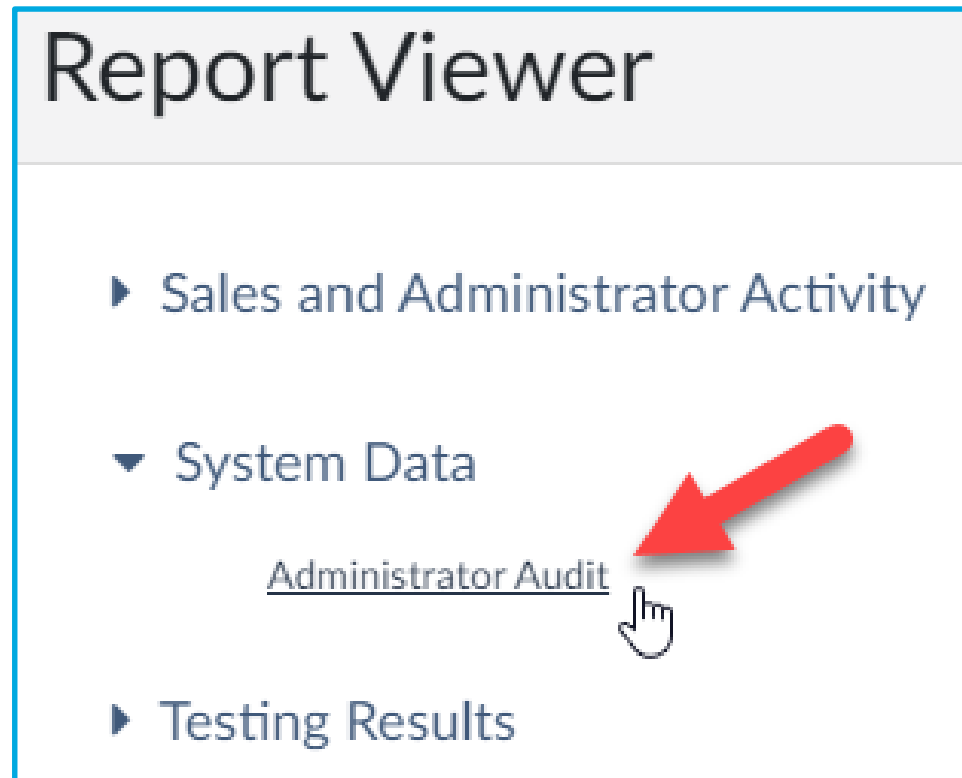 Report Viewer
Sales and Administrator Activity
System Data
Administrator Audit
Testing Results